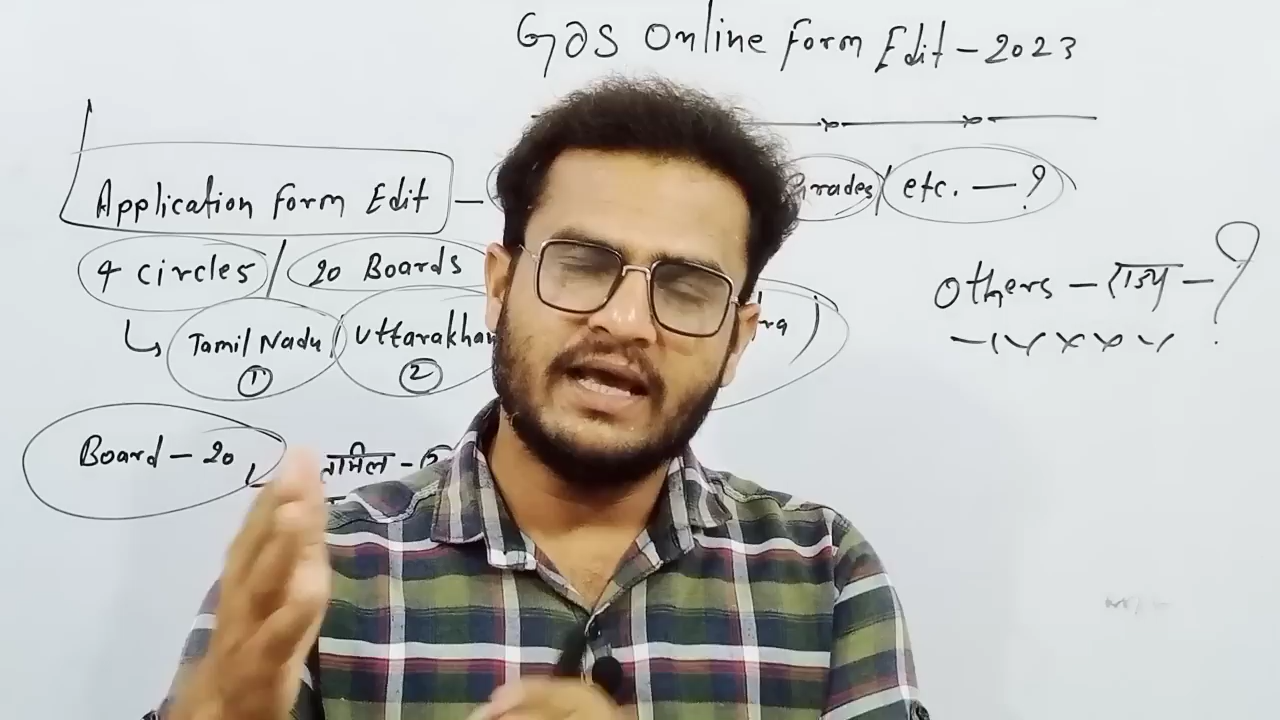 GDS Online Form Edit - 2023
Application Form Edit — Grades / etc. — ?
4 circles / 20 Boards
Others - राज्य - ?
↳ Tamil Nadu / Uttarakhan
① ②
Board - 20
तामिल -